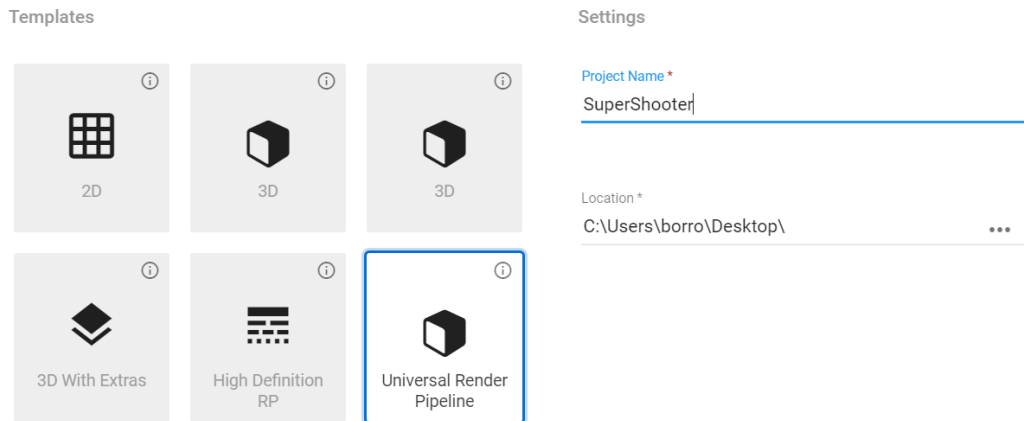 Templates
Settings
2D
3D
3D
3D With Extras
High Definition
RP
Universal Render
Pipeline
Project Name *
SuperShooter
Location *
C:\Users\borro\Desktop\